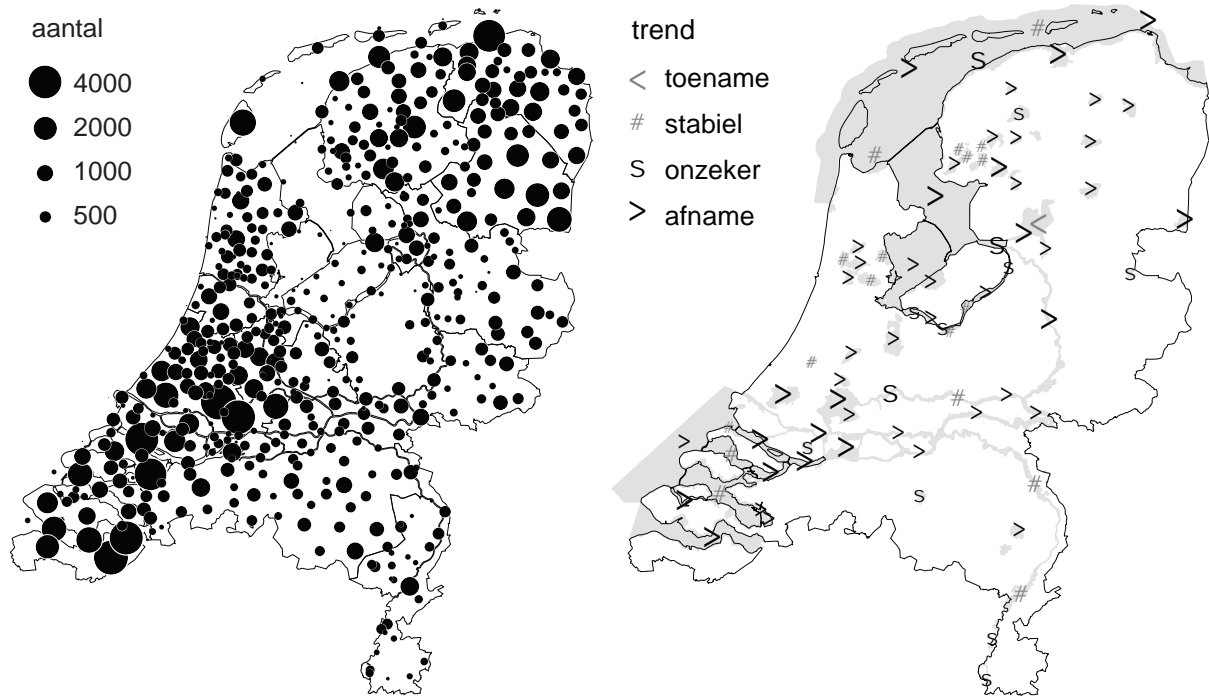 aantal
4000
2000
1000
500
trend
< toename
# stabiel
S onzeker
> afname